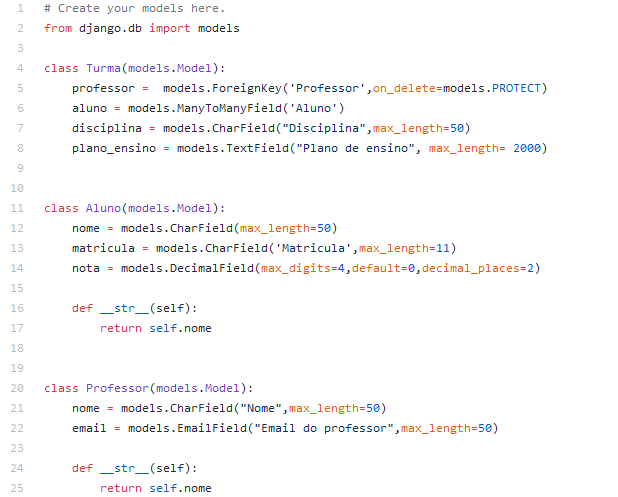 1 # Create your models here.
2 from django.db import models
3
4 class Turma(models.Model):
5     professor =  models.ForeignKey('Professor',on_delete=models.PROTECT)
6     aluno = models.ManyToManyField('Aluno')
7     disciplina = models.CharField("Disciplina",max_length=50)
8     plano_ensino = models.TextField("Plano de ensino", max_length= 2000)
9
10
11 class Aluno(models.Model):
12     nome = models.CharField(max_length=50)
13     matricula = models.CharField('Matricula',max_length=11)
14     nota = models.DecimalField(max_digits=4,default=0,decimal_places=2)
15
16     def __str__(self):
17         return self.nome
18
19
20 class Professor(models.Model):
21     nome = models.CharField("Nome",max_length=50)
22     email = models.EmailField("Email do professor",max_length=50)
23
24     def __str__(self):
25         return self.nome